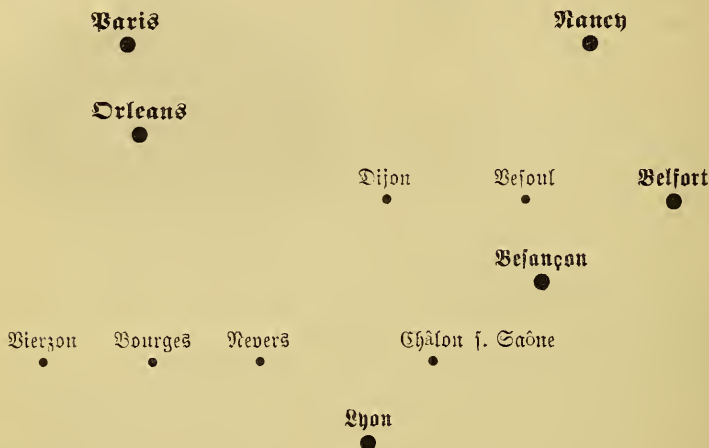 Paris Nancy
Orleans
Dijon Vesoul Belfort
Besançon
Vierzon Bourges Nevers Châlon s. Saône
Lyon